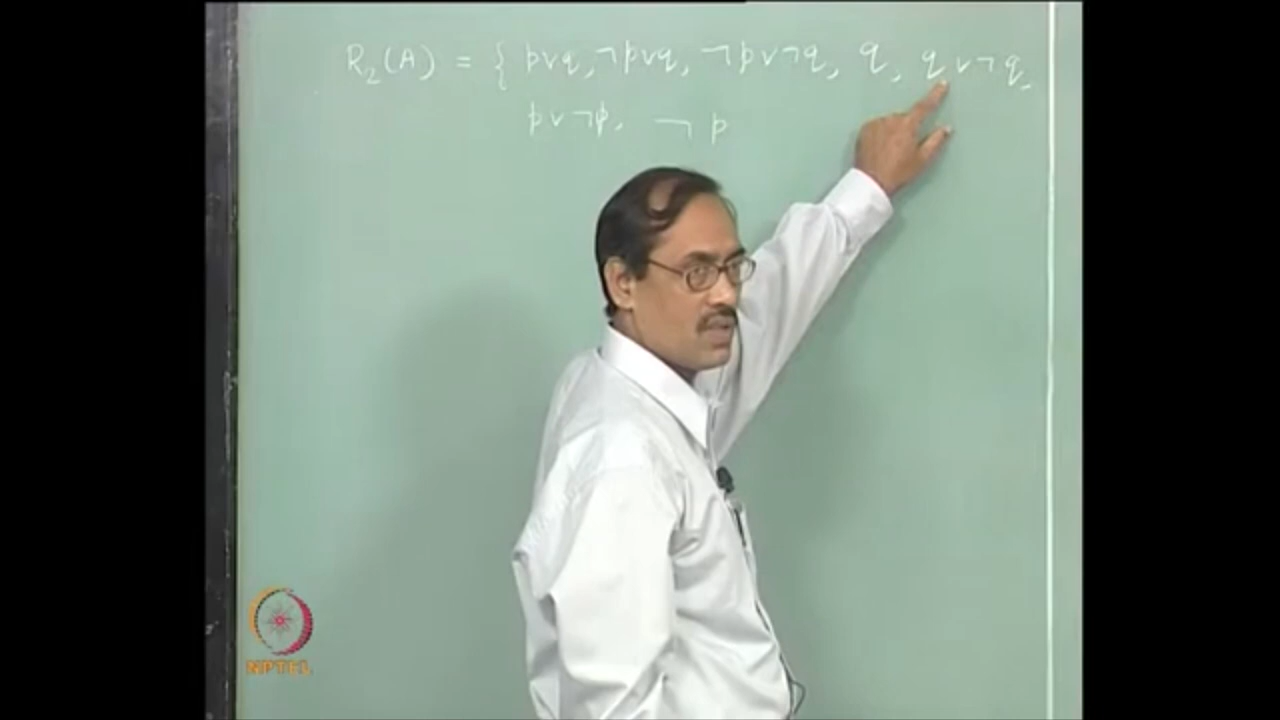 R₂(A) = { p∨q, ¬p∨q, ¬p∨¬q, q, q∨¬q,
p∨¬p, ¬p
NPTEL